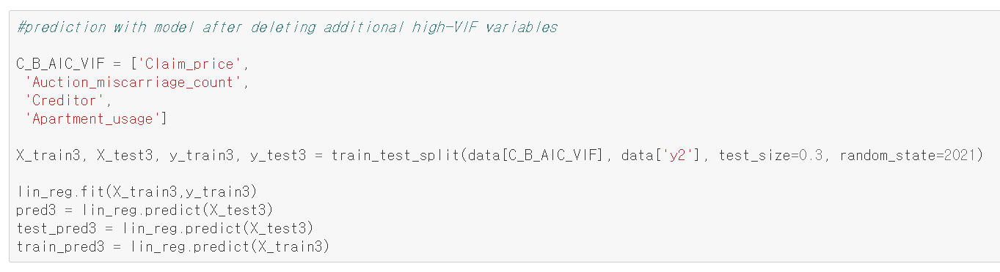 #prediction with model after deleting additional high-VIF variables
C_B_AIC_VIF = ['Claim_price',
'Auction_miscarriage_count',
'Creditor',
'Apartment_usage']
X_train3, X_test3, y_train3, y_test3 = train_test_split(data[C_B_AIC_VIF], data['y2'], test_size=0.3, random_state=2021)
lin_reg.fit(X_train3,y_train3)
pred3 = lin_reg.predict(X_test3)
test_pred3 = lin_reg.predict(X_test3)
train_pred3 = lin_reg.predict(X_train3)